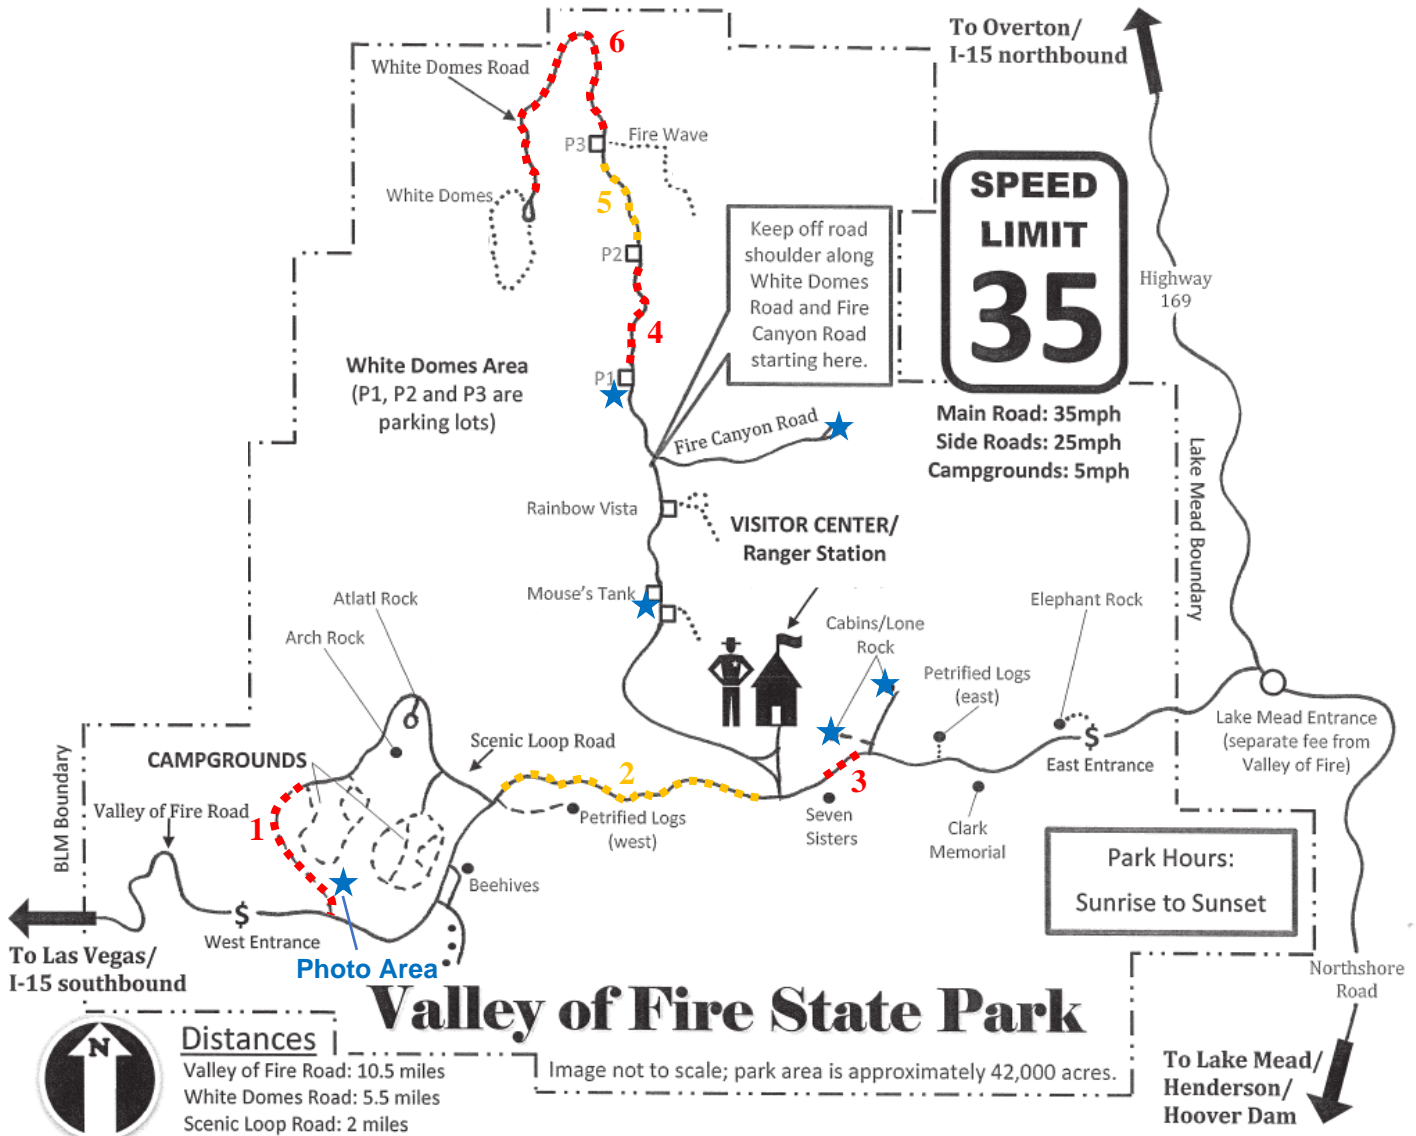 6
To Overton/
I-15 northbound
White Domes Road
P3
Fire Wave
White Domes
5
P2
Keep off road
shoulder along
White Domes
Road and Fire
Canyon Road
starting here.
SPEED
LIMIT
35
Highway
169
4
White Domes Area
(P1, P2 and P3 are
parking lots)
P1
Fire Canyon Road
Main Road: 35mph
Side Roads: 25mph
Campgrounds: 5mph
Lake Mead Boundary
Rainbow Vista
VISITOR CENTER/
Ranger Station
Mouse's Tank
Atlatl Rock
Arch Rock
Cabins/Lone
Rock
Elephant Rock
Petrified Logs
(east)
Scenic Loop Road
CAMPGROUNDS
Lake Mead Entrance
(separate fee from
Valley of Fire)
$
East Entrance
BLM Boundary
Valley of Fire Road
1
2
3
Petrified Logs
(west)
Seven
Sisters
Clark
Memorial
Park Hours:
Sunrise to Sunset
Beehives
$
West Entrance
To Las Vegas/
I-15 southbound
Photo Area
Northshore
Road
Valley of Fire State Park
N
Distances
Valley of Fire Road: 10.5 miles
White Domes Road: 5.5 miles
Scenic Loop Road: 2 miles
Image not to scale; park area is approximately 42,000 acres.
To Lake Mead/
Henderson/
Hoover Dam